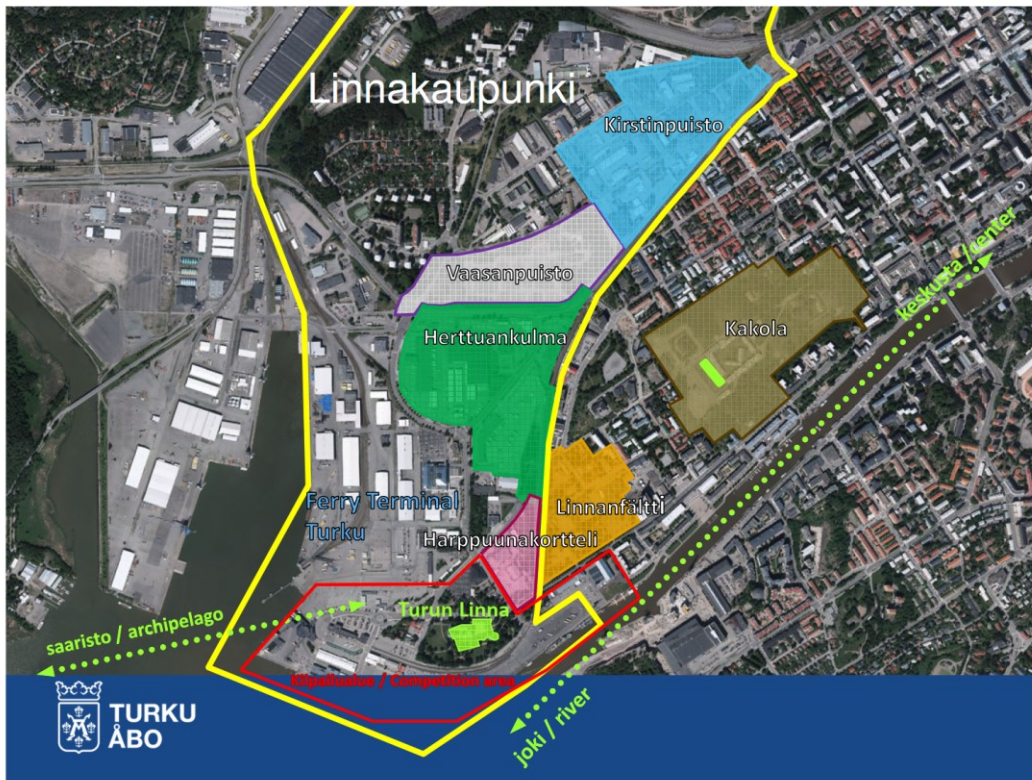 Linnakaupunki
Kirstinpuisto
Vaasanpuisto
keskusta /center
Herttuankulma
Kakola
Ferry Terminal
Turku
Linnanfältti
Harppuunakortteli
Turun Linna
saaristo / archipelago
Kilpailualue / Competition area
joki / river
TURKU
ÅBO